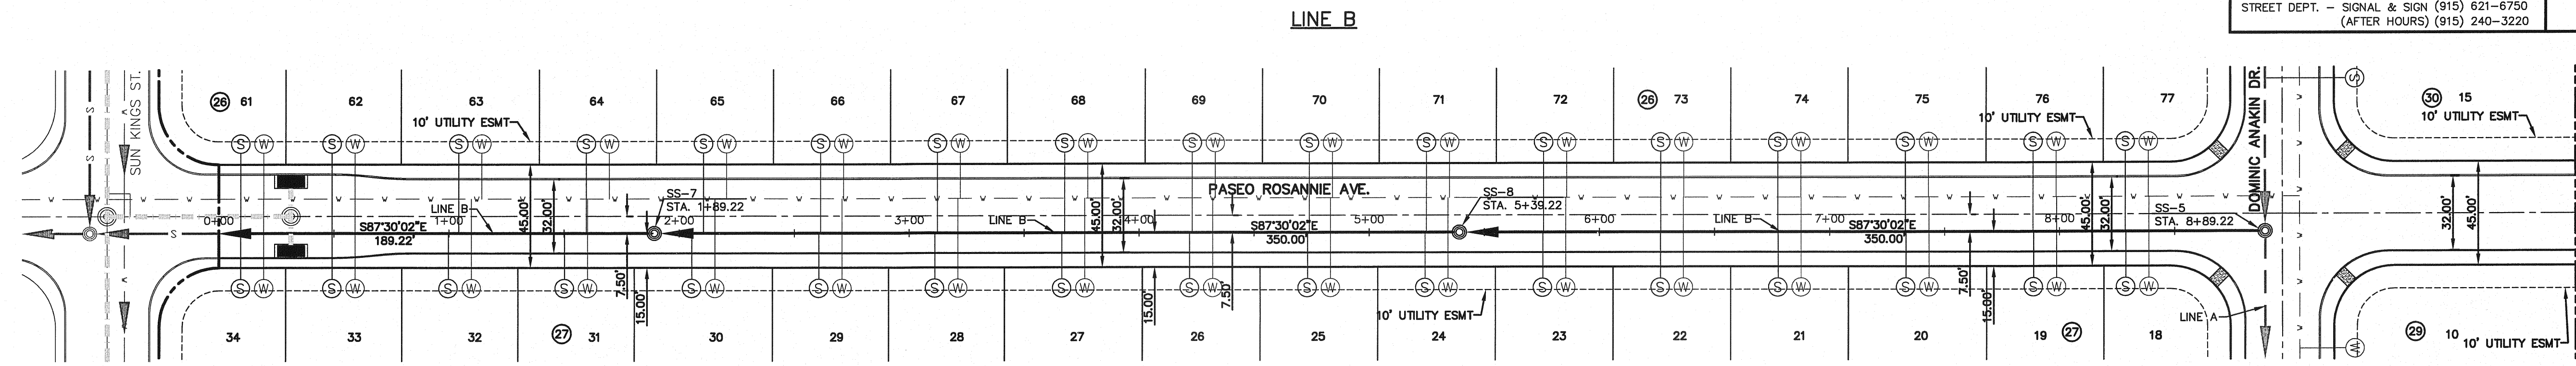 STREET DEPT. – SIGNAL & SIGN (915) 621-6750
(AFTER HOURS) (915) 240-3220
LINE B
SUN KINGS ST.
DOMINIC ANAKIN DR.
26 61 62 63 64 65 66 67 68 69 70 71 72 26 73 74 75 76 77 30 15
10' UTILITY ESMT
10' UTILITY ESMT
10' UTILITY ESMT
S W S W S W S W S W S W S W S W S W S W S W S W S W S W S W S W S W
S
PASEO ROSANNIE AVE.
SS-7
STA. 1+89.22
SS-8
STA. 5+39.22
SS-5
STA. 8+89.22
LINE B
LINE B
LINE B
0+00 1+00 2+00 3+00 4+00 5+00 6+00 7+00 8+00
S87°30'02"E
189.22'
S87°30'02"E
350.00'
S87°30'02"E
350.00'
45.00' 32.00' 45.00' 32.00' 45.00' 32.00' 32.00' 45.00'
7.50' 15.00' 15.00' 7.50' 7.50' 15.00'
S W S W S W S W S W S W S W S W S W S W S W S W S W S W S W S W S W
W
10' UTILITY ESMT
LINE A
34 33 32 27 31 30 29 28 27 26 25 24 23 22 21 20 19 27 18 29 10
10' UTILITY ESMT